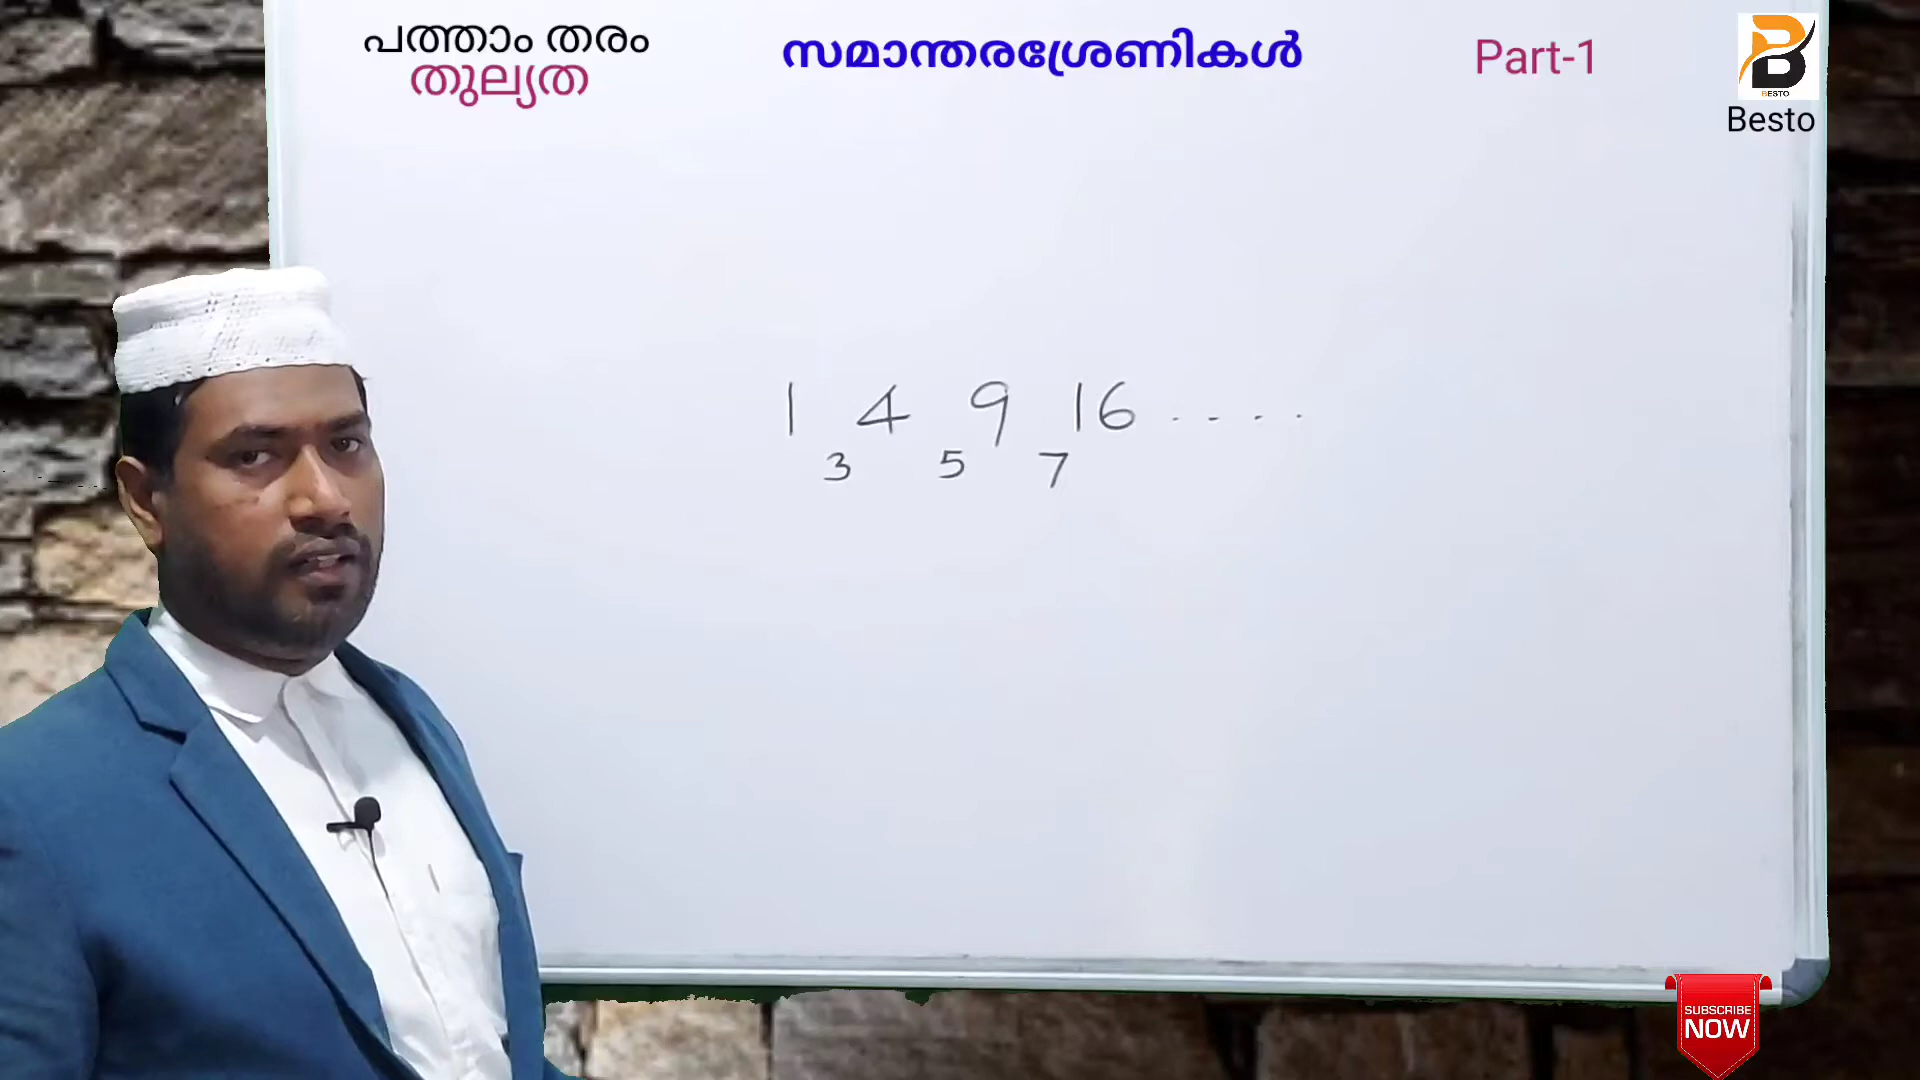 പത്താം തരം
തുല്യത
സമാന്തരശ്രേണികൾ
Part-1
BESTO
Besto
1 4 9 16 ....
3 5 7
SUBSCRIBE
NOW